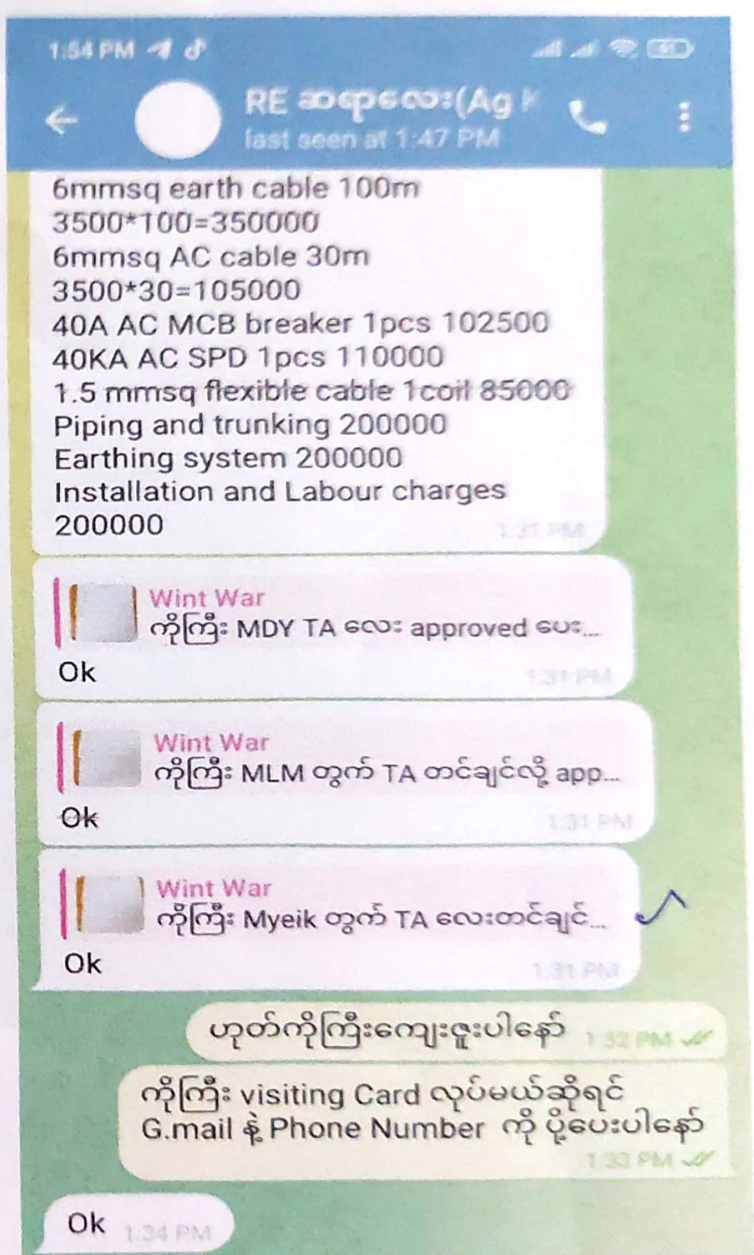 1:54 PM
RE ဆရာလေး(Ag
last seen at 1:47 PM
6mmsq earth cable 100m
3500*100=350000
6mmsq AC cable 30m
3500*30=105000
40A AC MCB breaker 1pcs 102500
40KA AC SPD 1pcs 110000
1.5 mmsq flexible cable 1coil 85000
Piping and trunking 200000
Earthing system 200000
Installation and Labour charges
200000
1:31 PM
Wint War
ကိုကြီး MDY TA လေး approved ပေး...
Ok
1:31 PM
Wint War
ကိုကြီး MLM တွက် TA တင်ချင်လို့ app...
Ok
1:31 PM
Wint War
ကိုကြီး Myeik တွက် TA လေးတင်ချင်...
Ok
1:31 PM
ဟုတ်ကိုကြီးကျေးဇူးပါနော်
1:32 PM
ကိုကြီး visiting Card လုပ်မယ်ဆိုရင်
G.mail နဲ့ Phone Number ကို ပို့ပေးပါနော်
1:33 PM
Ok
1:34 PM